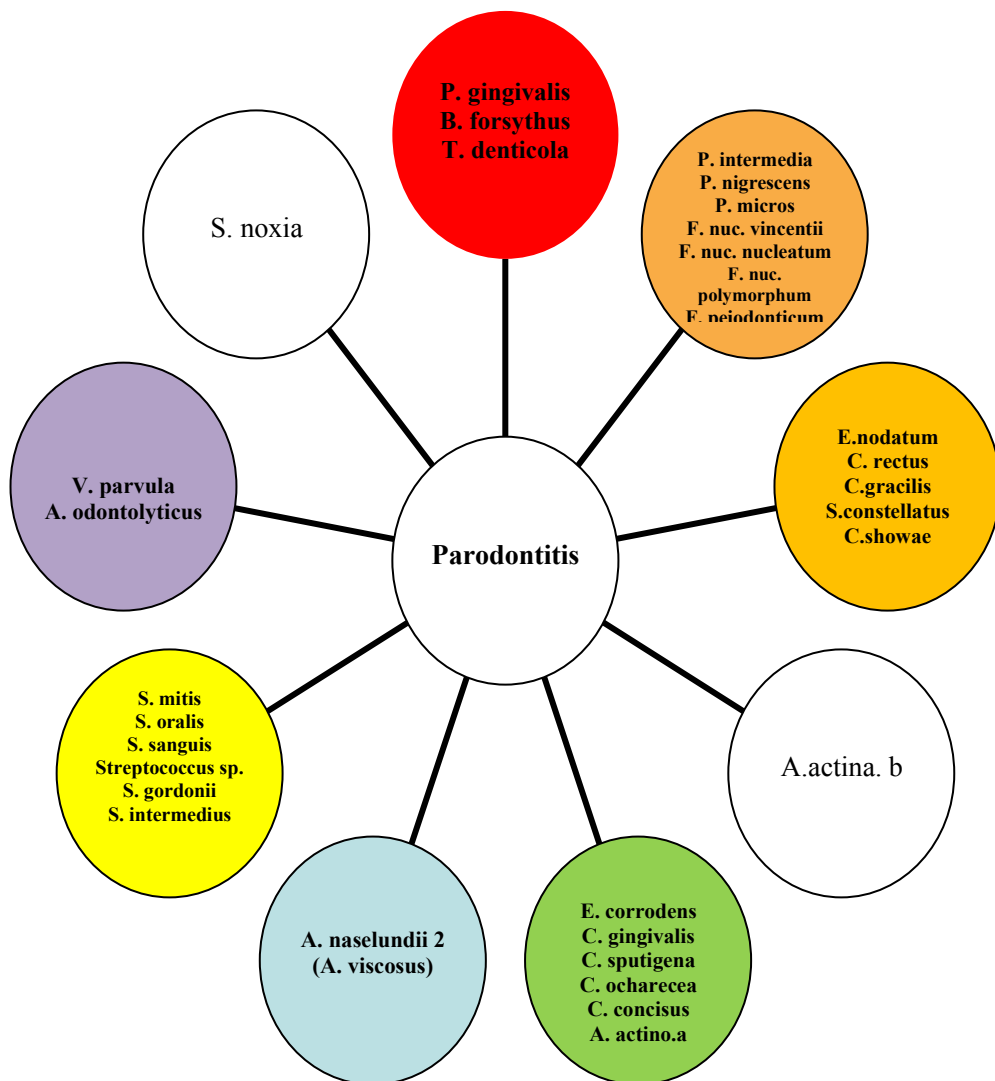 P. gingivalis
B. forsythus
T. denticola
P. intermedia
P. nigrescens
P. micros
F. nuc. vincentii
F. nuc. nucleatum
F. nuc.
polymorphum
F. peiodonticum
E.nodatum
C. rectus
C.gracilis
S.constellatus
C.showae
A.actina. b
E. corrodens
C. gingivalis
C. sputigena
C. ocharecea
C. concisus
A. actino.a
A. naselundii 2
(A. viscosus)
S. mitis
S. oralis
S. sanguis
Streptococcus sp.
S. gordonii
S. intermedius
V. parvula
A. odontolyticus
S. noxia
Parodontitis